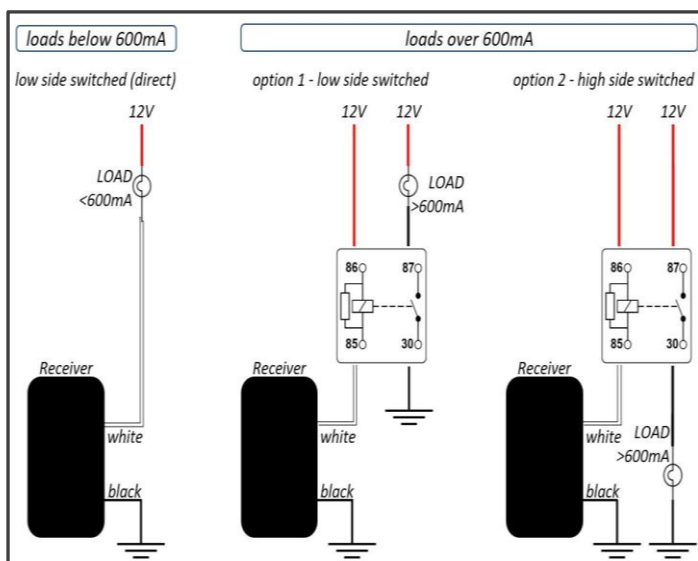 loads below 600mA
loads over 600mA
low side switched (direct)
option 1 - low side switched
option 2 - high side switched
12V
12V
12V
12V
12V
LOAD
<600mA
LOAD
>600mA
86
87
85
30
86
87
85
30
Receiver
white
black
Receiver
white
black
Receiver
white
black
LOAD
>600mA